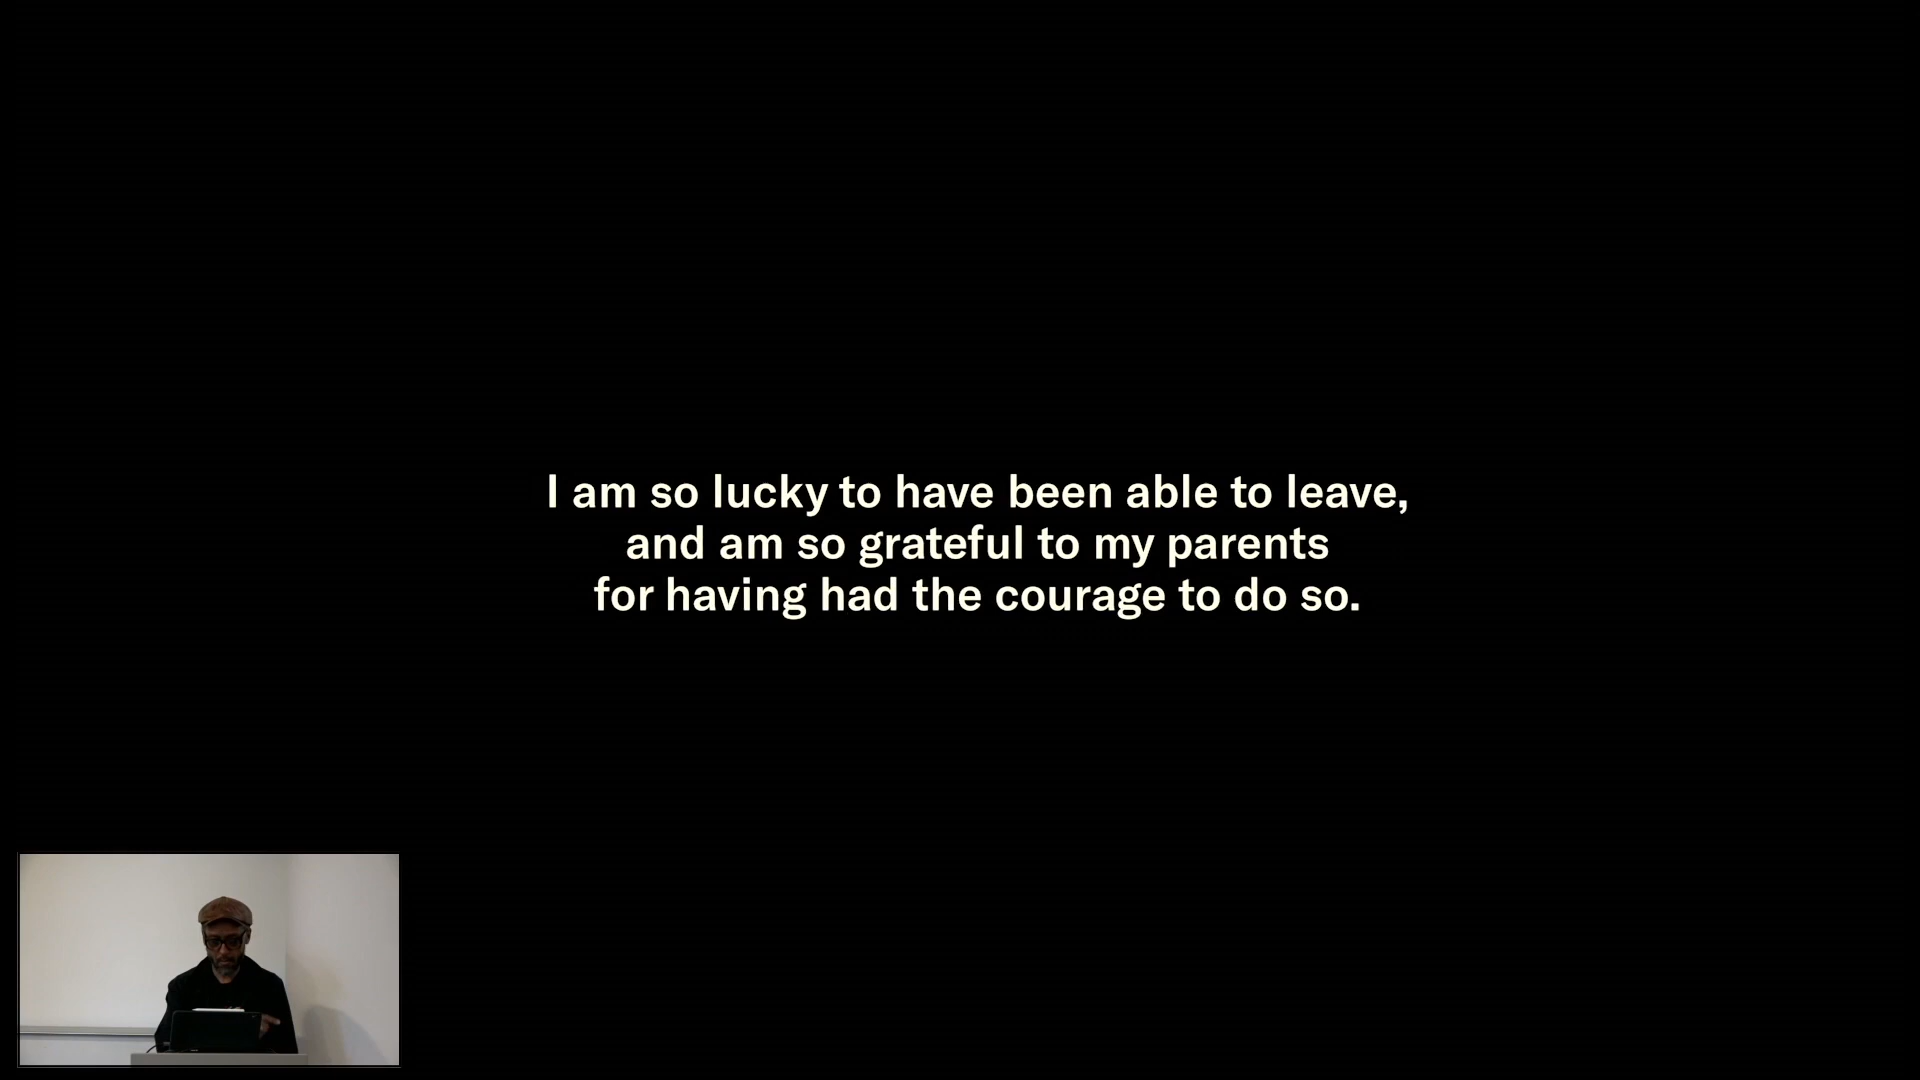 I am so lucky to have been able to leave,
and am so grateful to my parents
for having had the courage to do so.